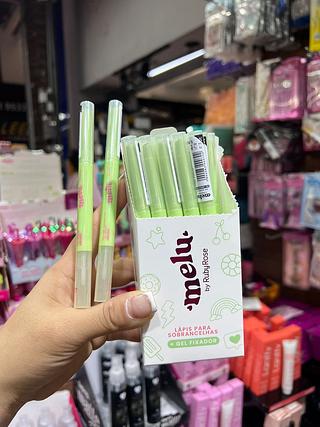 melu
by RubyRose
LÁPIS PARA
SOBRANCELHAS
+ GEL FIXADOR